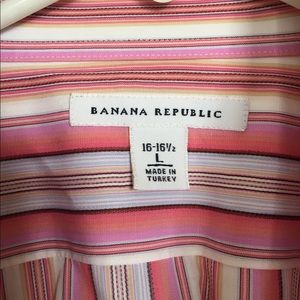 BANANA REPUBLIC
16-16½
L
MADE IN
TURKEY